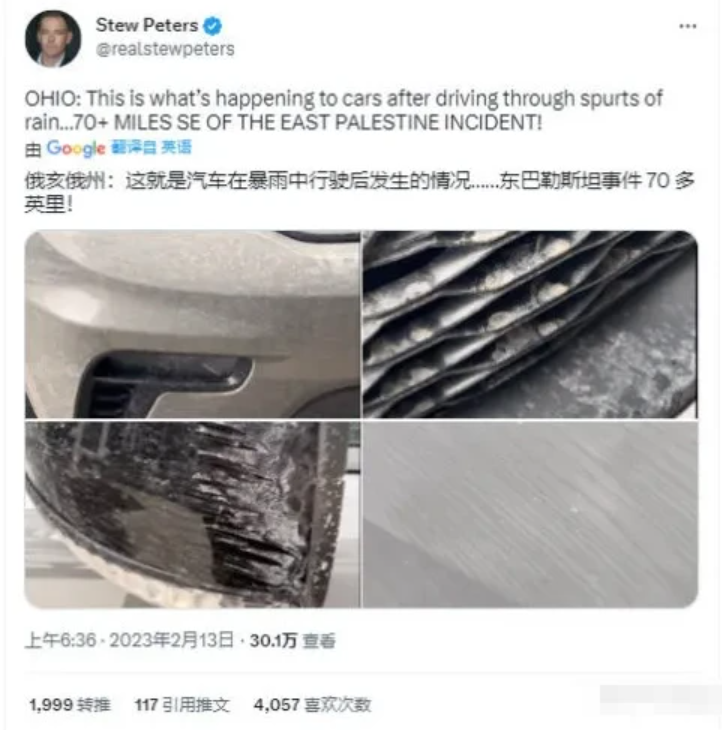 Stew Peters
@realstewpeters
OHIO: This is what's happening to cars after driving through spurts of
rain...70+ MILES SE OF THE EAST PALESTINE INCIDENT!
由 Google 翻译自 英语
俄亥俄州：这就是汽车在暴雨中行驶后发生的情况......东巴勒斯坦事件 70 多
英里！
上午6:36 · 2023年2月13日 · 30.1万 查看
1,999 转推 117 引用推文 4,057 喜欢次数